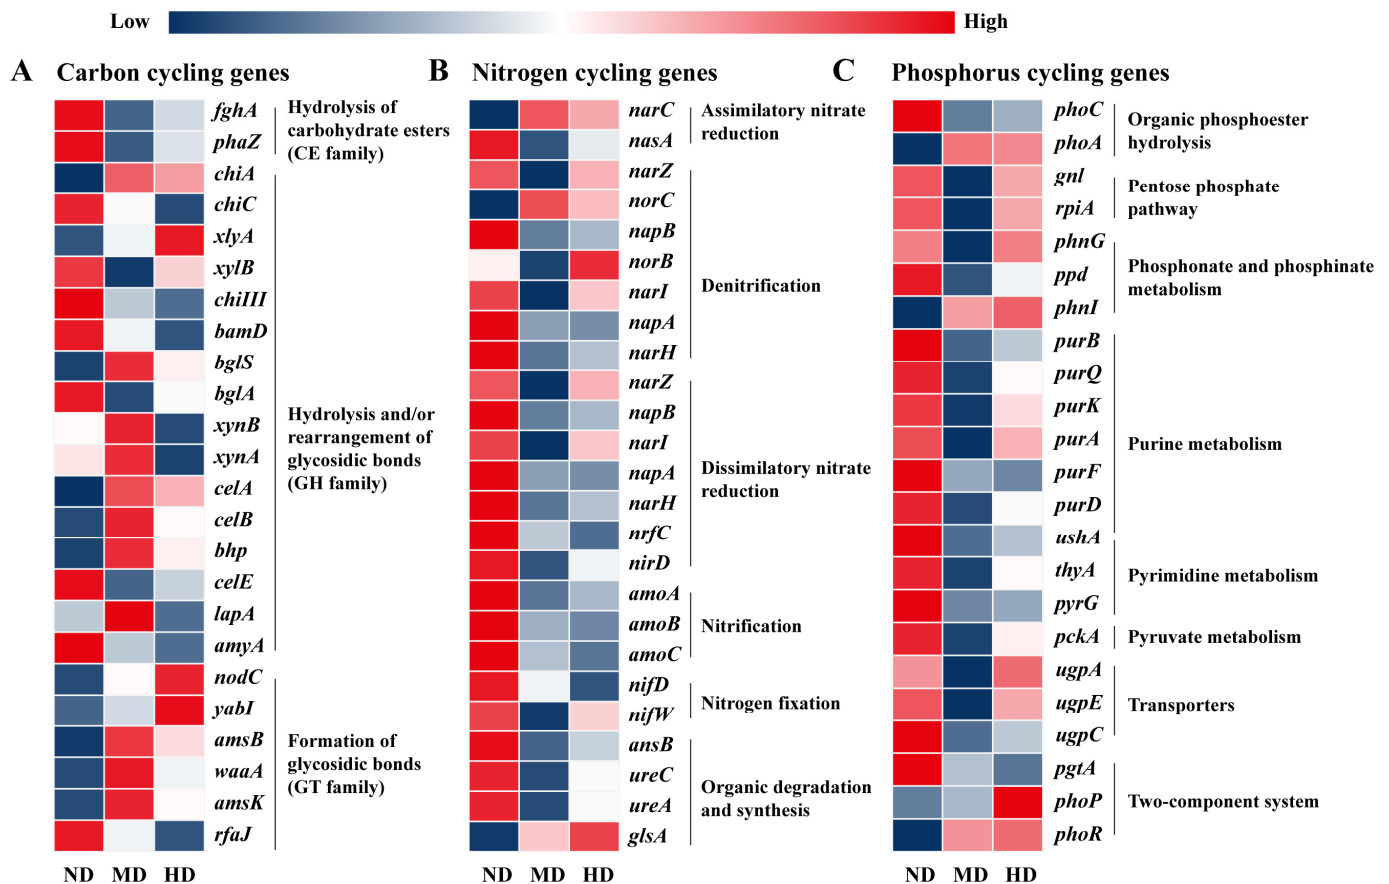 Low
High
A Carbon cycling genes
fghA
phaZ
chiA
chiC
xlyA
xylB
chiIII
bamD
bglS
bglA
xynB
xynA
celA
celB
bhp
celE
lapA
amyA
nodC
yabI
amsB
waaA
amsK
rfaJ
Hydrolysis of
carbohydrate esters
(CE family)
Hydrolysis and/or
rearrangement of
glycosidic bonds
(GH family)
Formation of
glycosidic bonds
(GT family)
ND MD HD
B Nitrogen cycling genes
narC
nasA
narZ
norC
napB
norB
narI
napA
narH
narZ
napB
narI
napA
narH
nrfC
nirD
amoA
amoB
amoC
nifD
nifW
ansB
ureC
ureA
glsA
Assimilatory nitrate
reduction
Denitrification
Dissimilatory nitrate
reduction
Nitrification
Nitrogen fixation
Organic degradation
and synthesis
ND MD HD
C Phosphorus cycling genes
phoC
phoA
gnl
rpiA
phnG
ppd
phnI
purB
purQ
purK
purA
purF
purD
ushA
thyA
pyrG
pckA
ugpA
ugpE
ugpC
pgtA
phoP
phoR
Organic phosphoester
hydrolysis
Pentose phosphate
pathway
Phosphonate and phosphinate
metabolism
Purine metabolism
Pyrimidine metabolism
Pyruvate metabolism
Transporters
Two-component system
ND MD HD